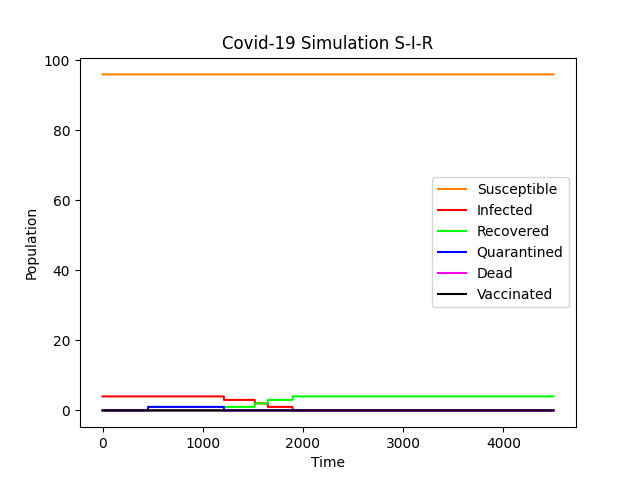 Covid-19 Simulation S-I-R
100
80
60
40
20
0
Population
Susceptible
Infected
Recovered
Quarantined
Dead
Vaccinated
0 1000 2000 3000 4000
Time